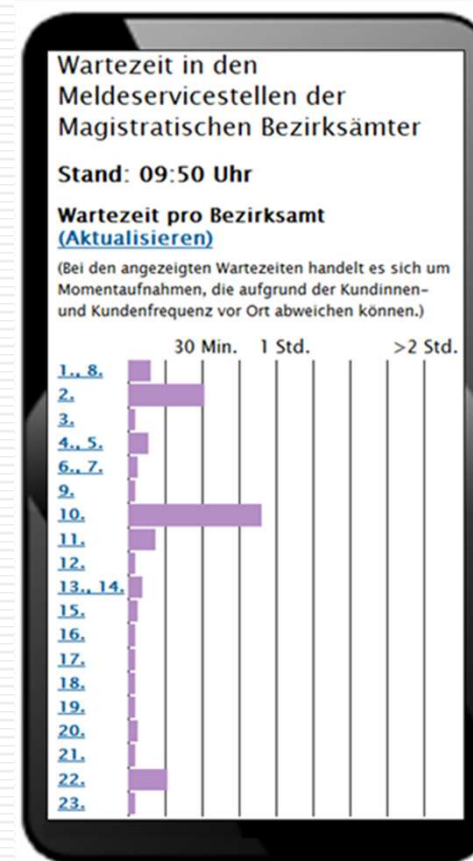 Wartezeit in den
Meldeservicestellen der
Magistratischen Bezirksämter
Stand: 09:50 Uhr
Wartezeit pro Bezirksamt
(Aktualisieren)
(Bei den angezeigten Wartezeiten handelt es sich um
Momentaufnahmen, die aufgrund der Kundinnen-
und Kundenfrequenz vor Ort abweichen können.)
30 Min. 1 Std. >2 Std.
1., 8.
2.
3.
4., 5.
6., 7.
9.
10.
11.
12.
13., 14.
15.
16.
17.
18.
19.
20.
21.
22.
23.